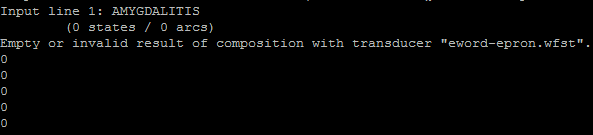 Input line 1: AMYGDALITIS
(0 states / 0 arcs)
Empty or invalid result of composition with transducer "eword-epron.wfst".
0
0
0
0
0